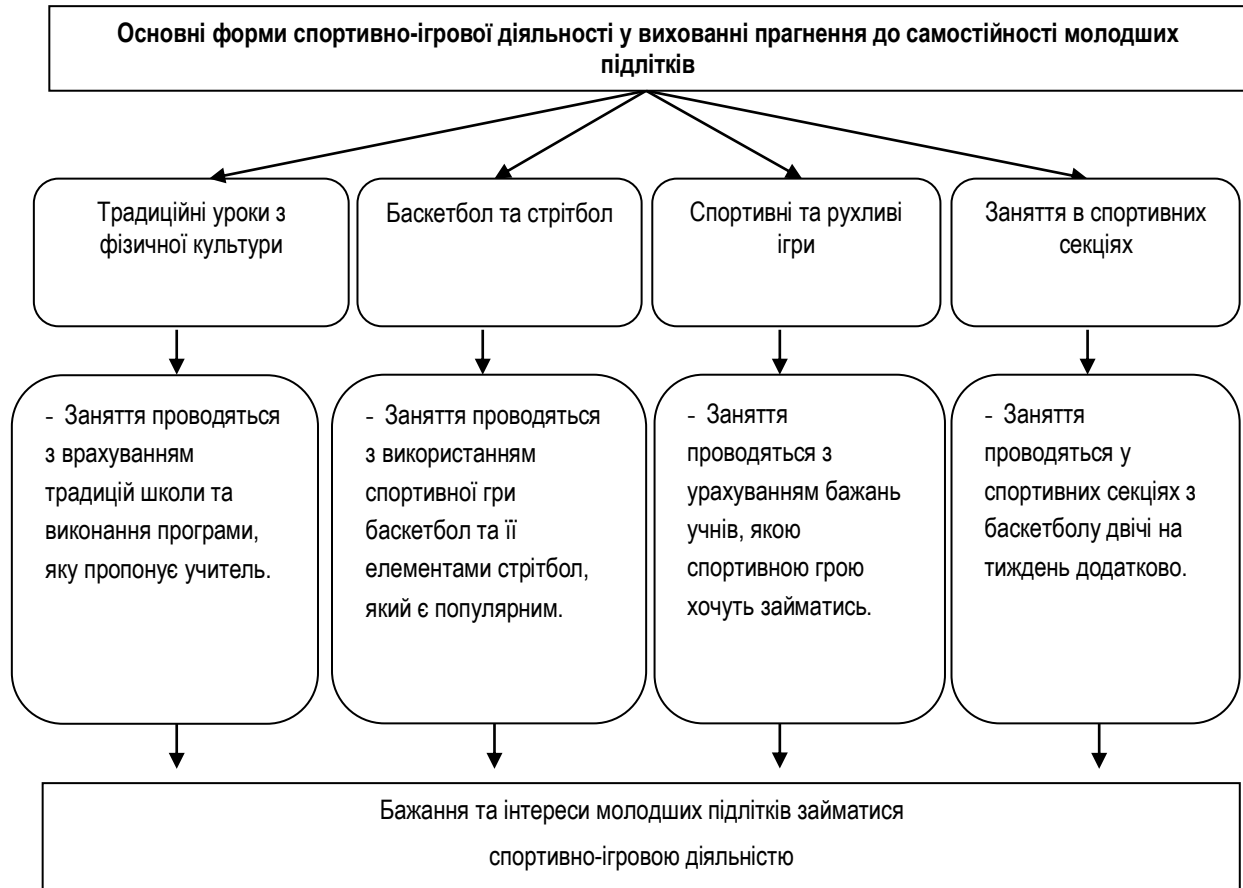 Основні форми спортивно-ігрової діяльності у вихованні прагнення до самостійності молодших
підлітків
Традиційні уроки з
фізичної культури
Баскетбол та стрітбол
Спортивні та рухливі
ігри
Заняття в спортивних
секціях
- Заняття проводяться
з врахуванням
традицій школи та
виконання програми,
яку пропонує учитель.
- Заняття проводяться
з використанням
спортивної гри
баскетбол та її
елементами стрітбол,
який є популярним.
- Заняття
проводяться з
урахуванням бажань
учнів, якою
спортивною грою
хочуть займатись.
- Заняття
проводяться у
спортивних секціях з
баскетболу двічі на
тиждень додатково.
Бажання та інтереси молодших підлітків займатися
спортивно-ігровою діяльністю